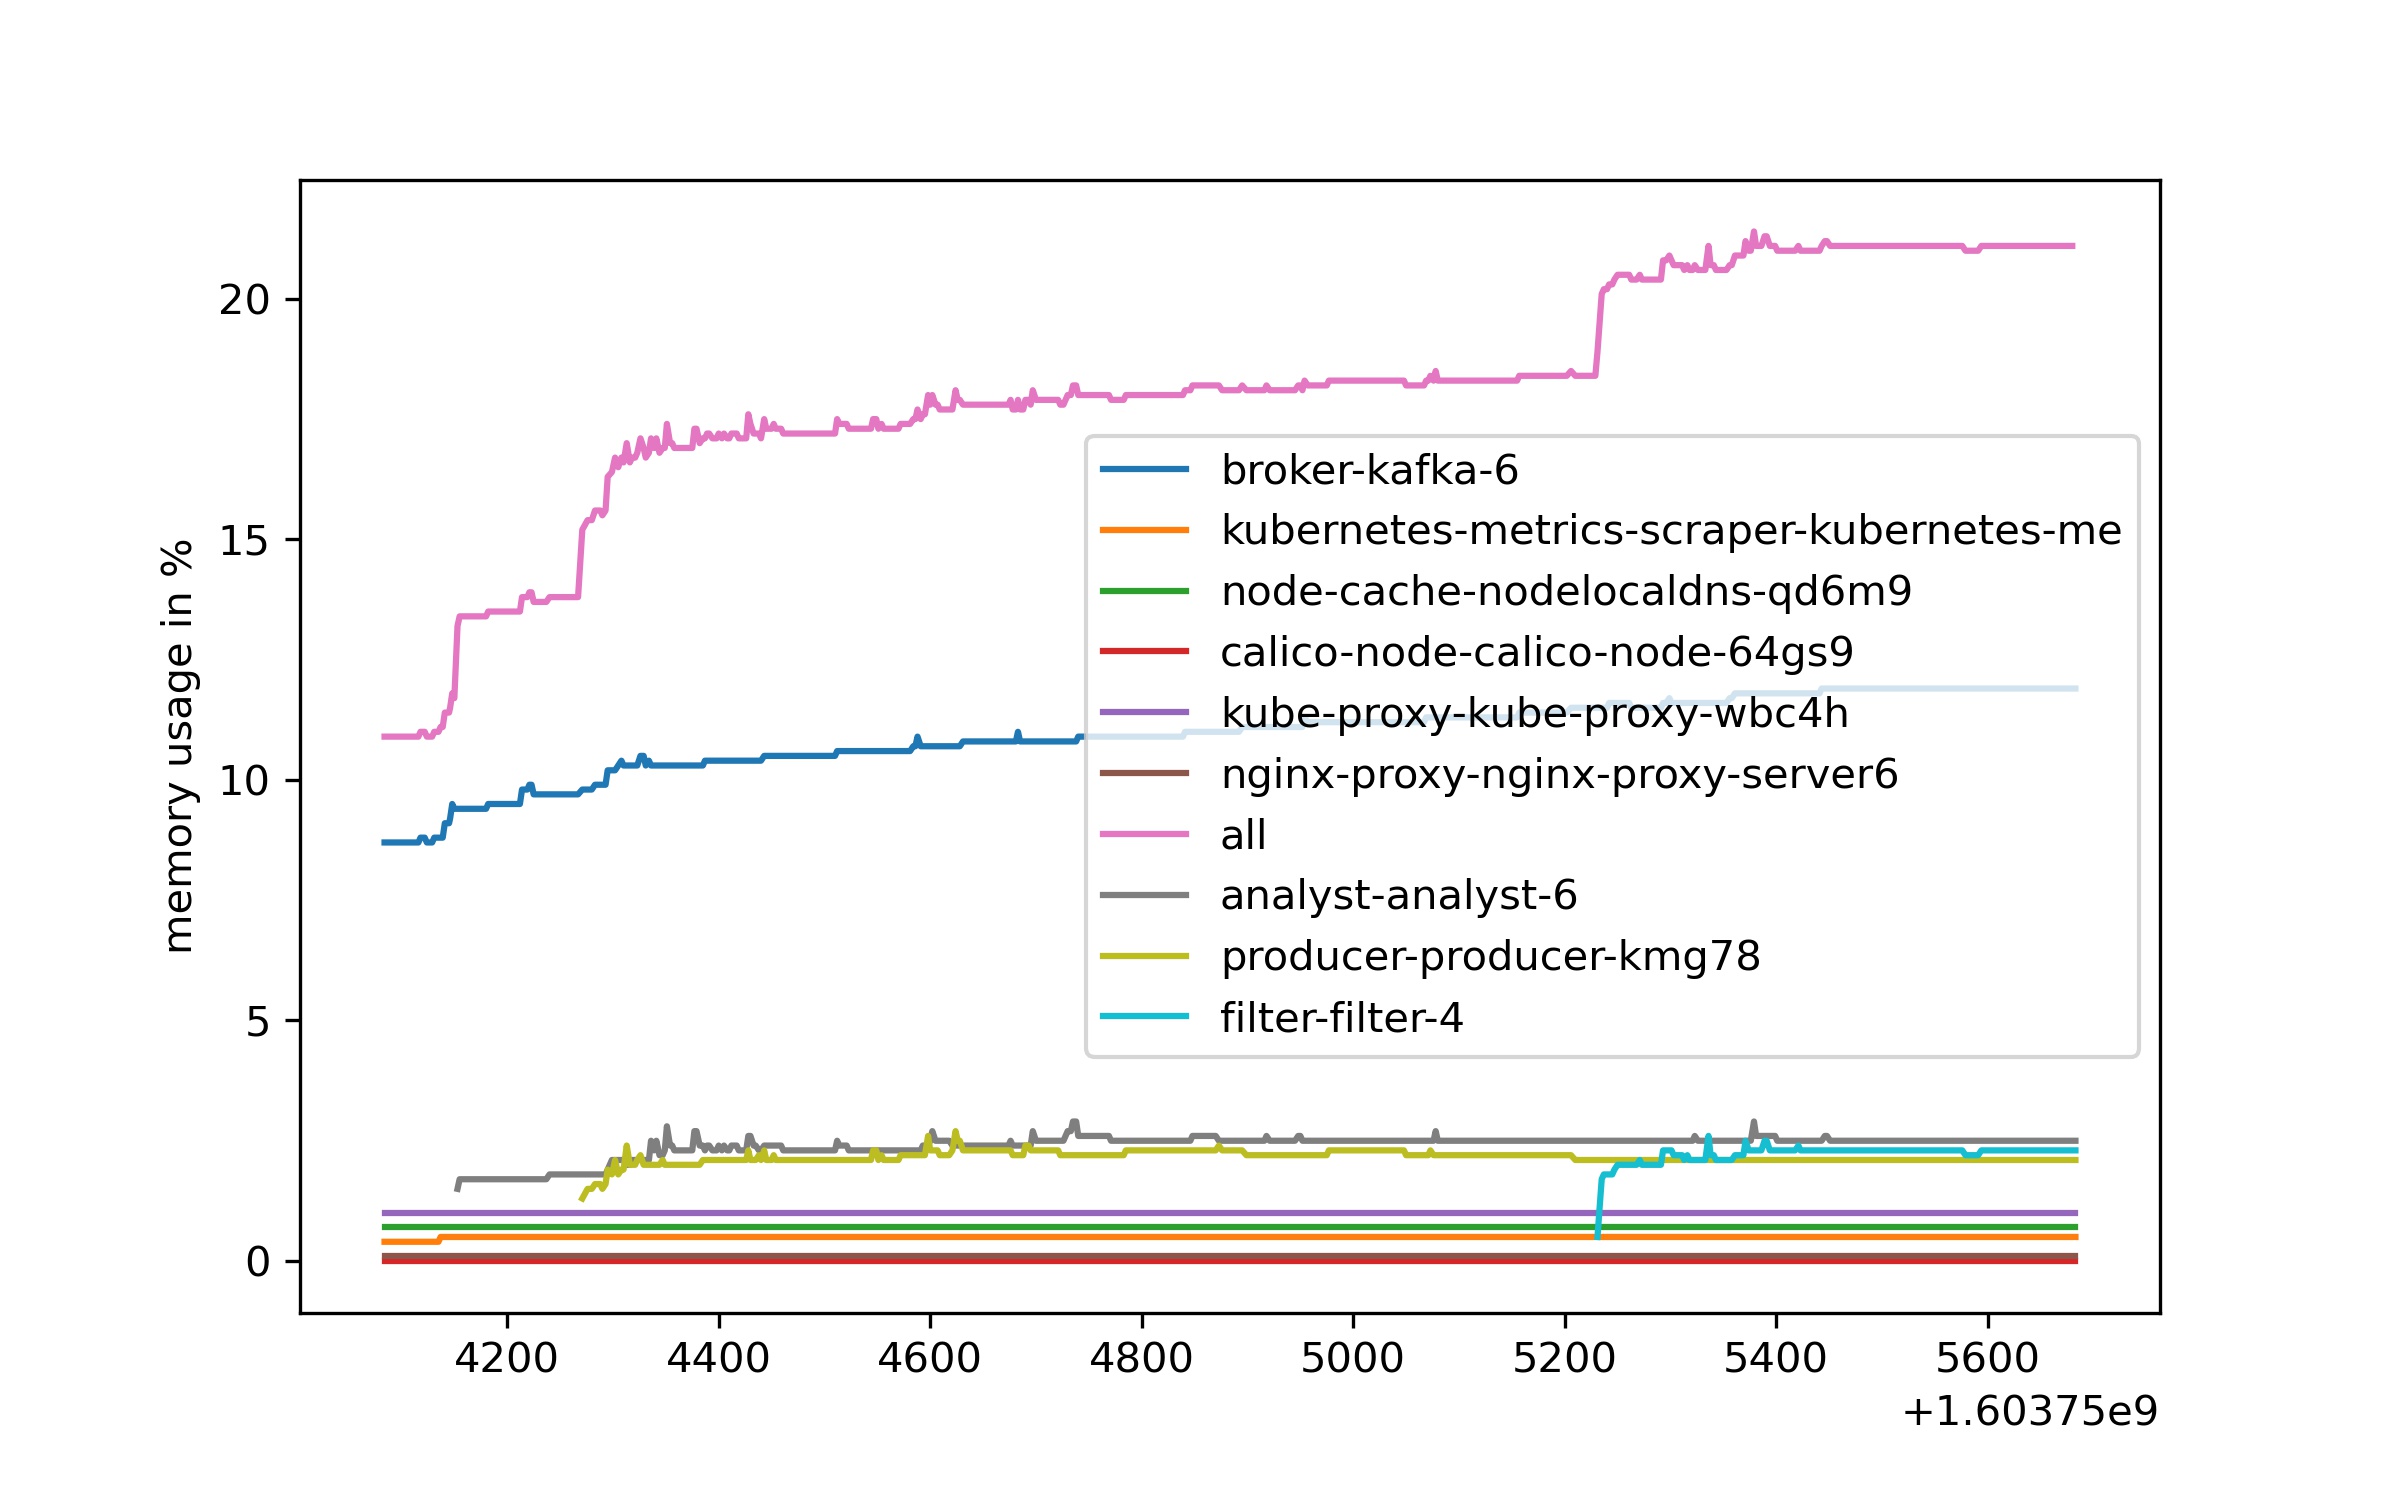 memory usage in %
20
15
10
5
0
broker-kafka-6
kubernetes-metrics-scraper-kubernetes-me
node-cache-nodelocaldns-qd6m9
calico-node-calico-node-64gs9
kube-proxy-kube-proxy-wbc4h
nginx-proxy-nginx-proxy-server6
all
analyst-analyst-6
producer-producer-kmg78
filter-filter-4
4200 4400 4600 4800 5000 5200 5400 5600
+1.60375e9